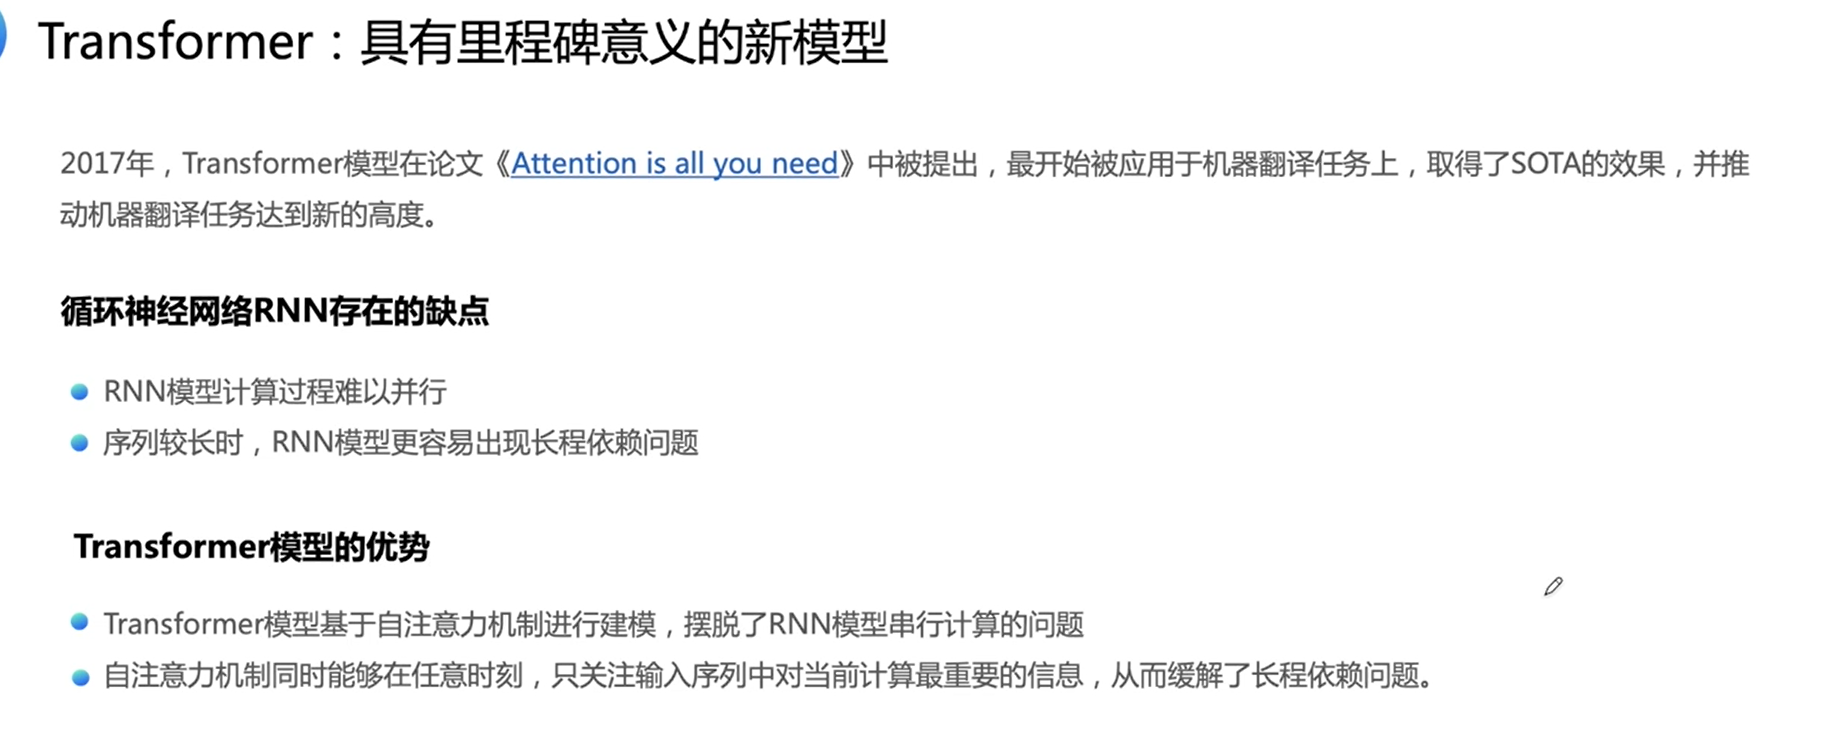 Transformer：具有里程碑意义的新模型
2017年，Transformer模型在论文《Attention is all you need》中被提出，最开始被应用于机器翻译任务上，取得了SOTA的效果，并推
动机器翻译任务达到新的高度。
循环神经网络RNN存在的缺点
RNN模型计算过程难以并行
序列较长时，RNN模型更容易出现长程依赖问题
Transformer模型的优势
Transformer模型基于自注意力机制进行建模，摆脱了RNN模型串行计算的问题
自注意力机制同时能够在任意时刻，只关注输入序列中对当前计算最重要的信息，从而缓解了长程依赖问题。